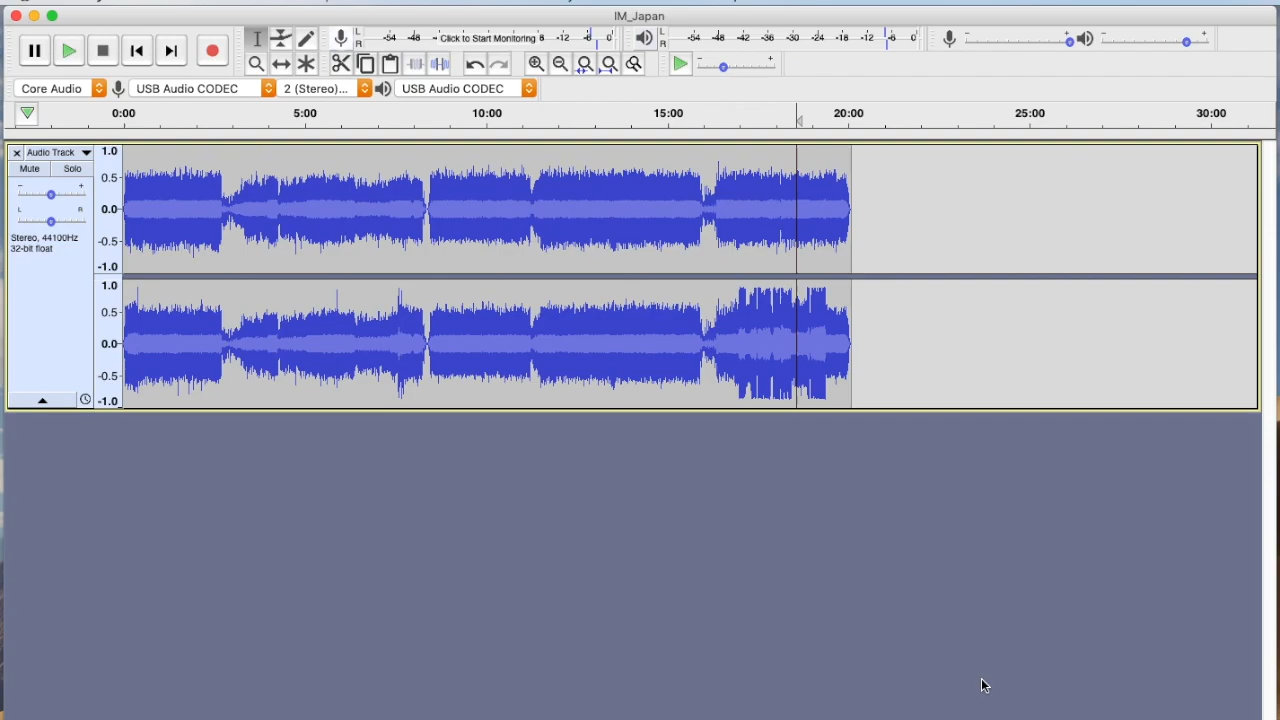 IM_Japan
L
R
-54 -48 Click to Start Monitoring 8 -12 -6 0
L
R
-54 -48 -42 -36 -30 -24 -18 -12 -6 0
Core Audio USB Audio CODEC 2 (Stereo)... USB Audio CODEC
0:00 5:00 10:00 15:00 20:00 25:00 30:00
Audio Track
Mute Solo
L R
Stereo, 44100Hz
32-bit float
1.0
0.5
0.0
-0.5
-1.0
1.0
0.5
0.0
-0.5
-1.0